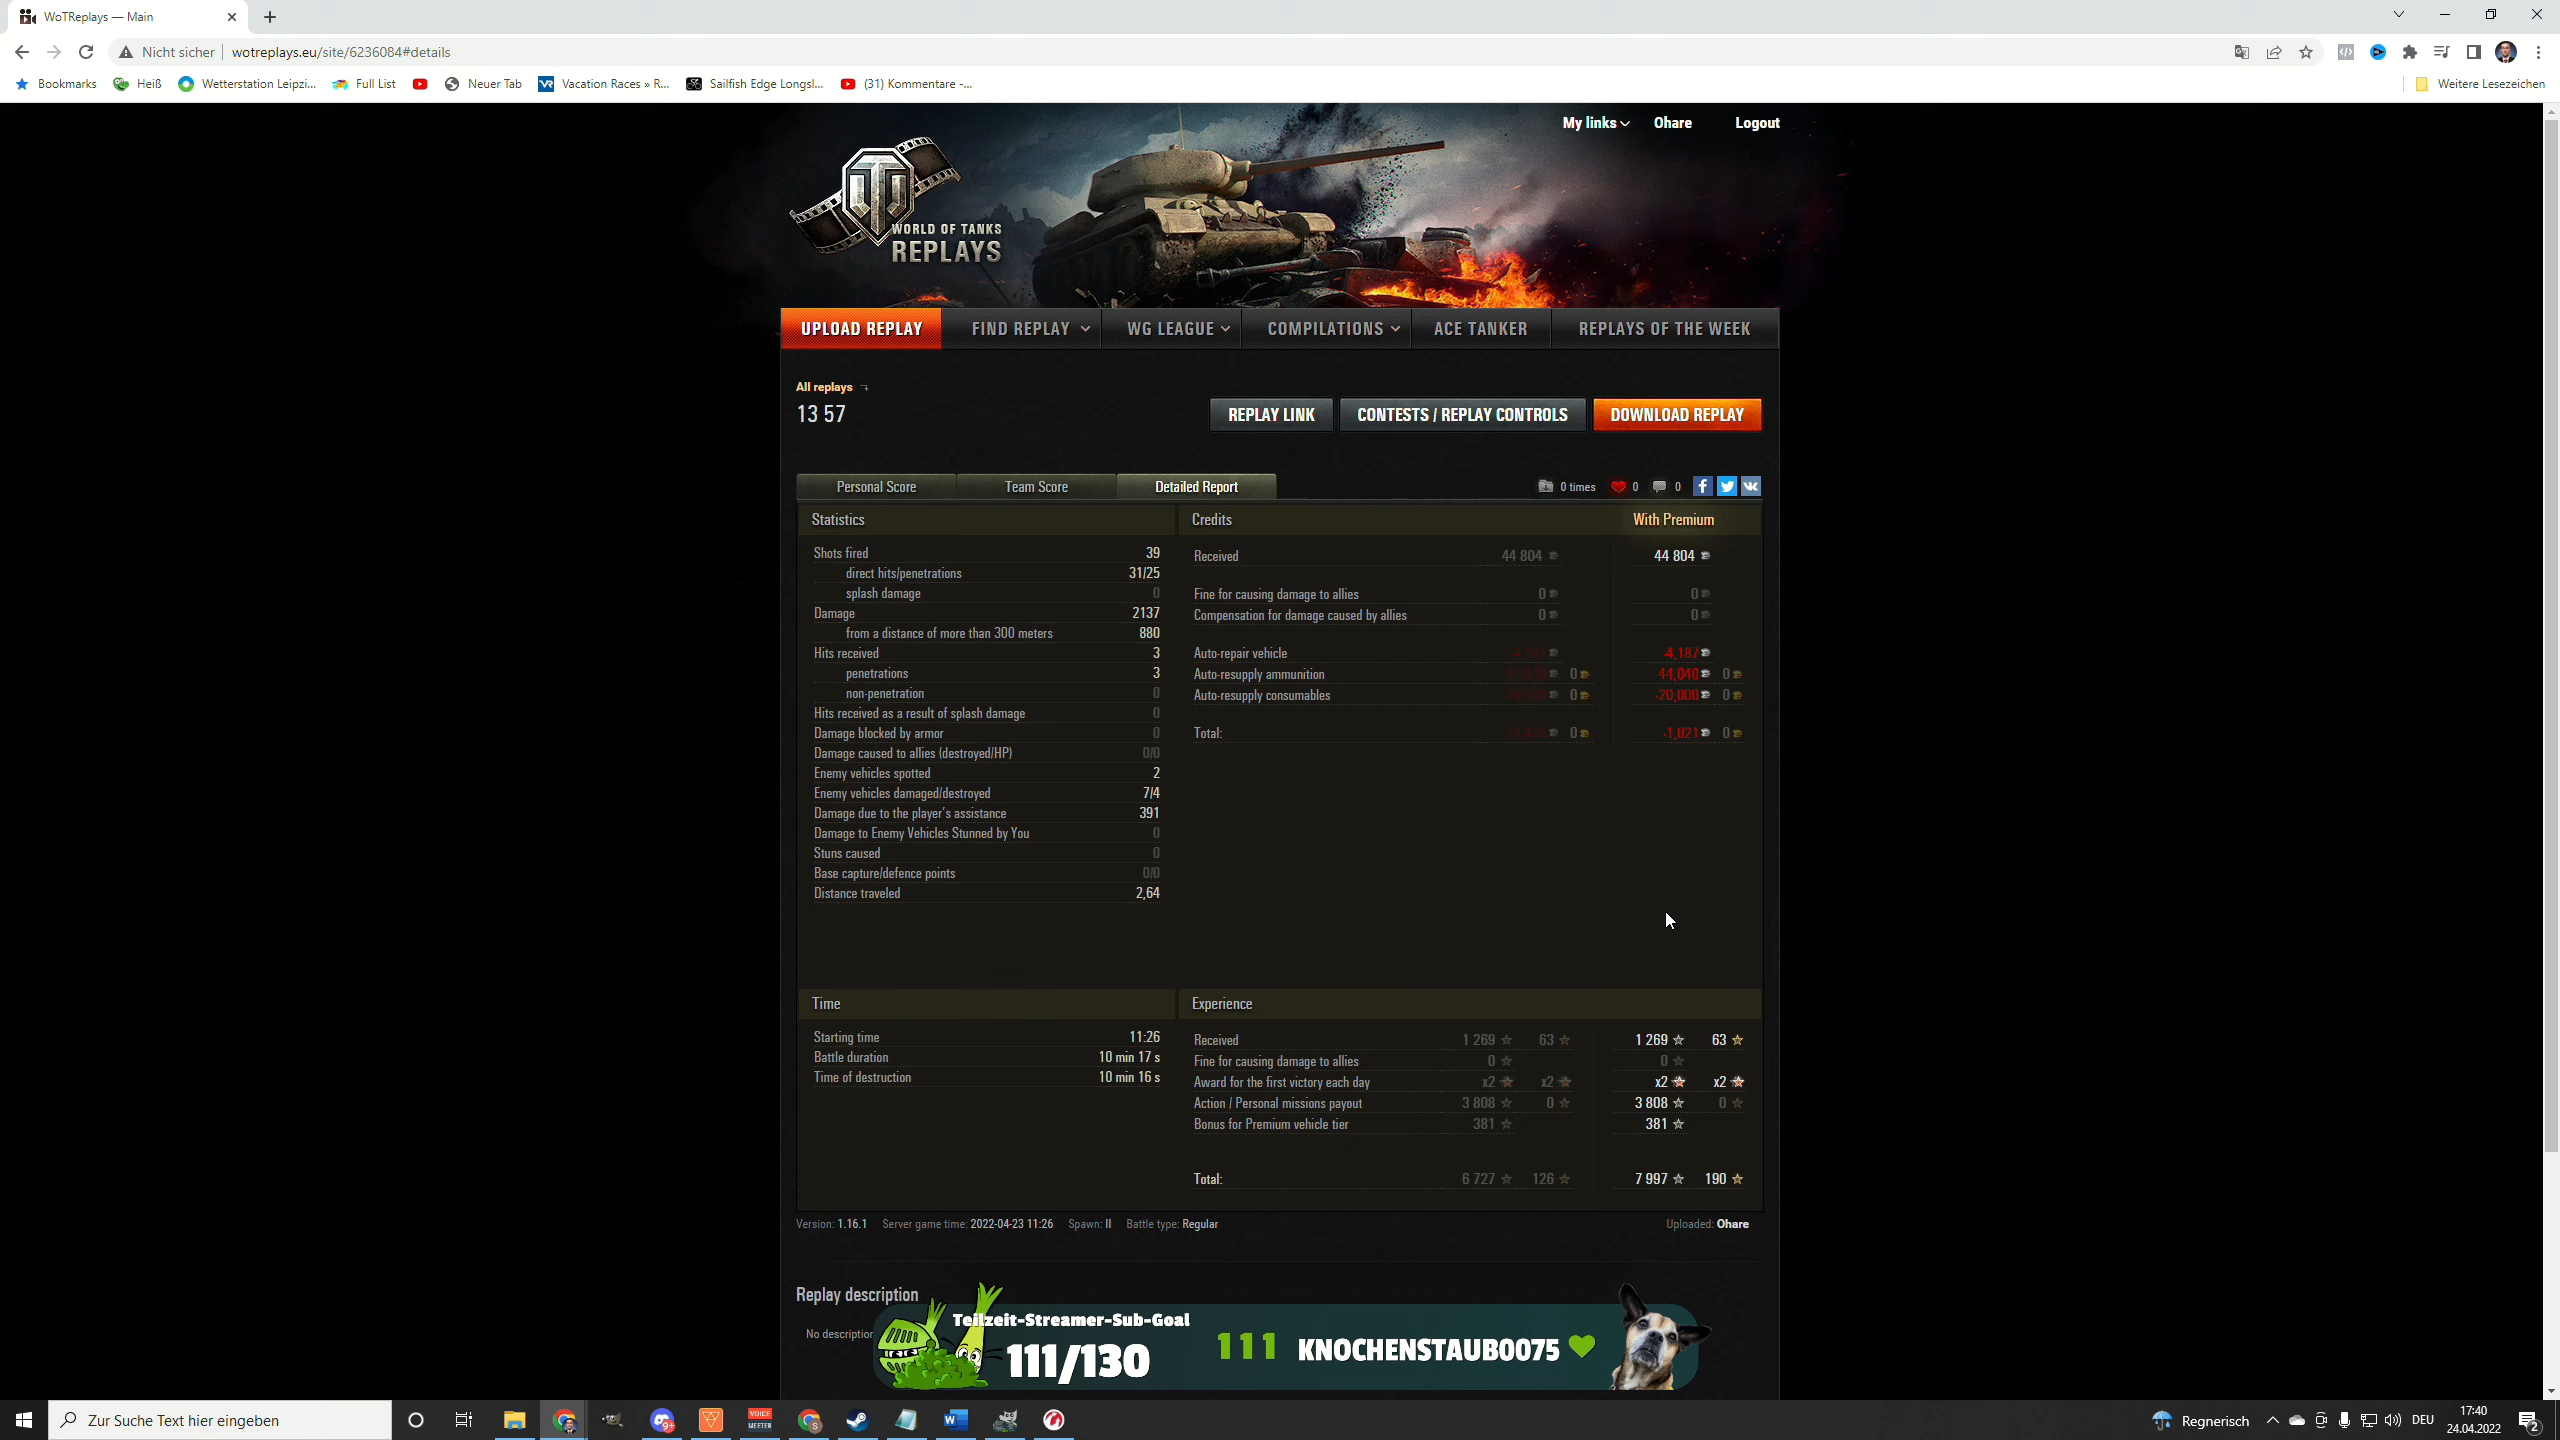 WoTReplays — Main
Nicht sicher
wotreplays.eu/site/6236084#details
Bookmarks
Heiß
Wetterstation Leipzi...
Full List
Neuer Tab
Vacation Races » R...
Sailfish Edge Longsl...
(31) Kommentare -...
Weitere Lesezeichen
My links
Ohare
Logout
WORLD OF TANKS
REPLAYS
UPLOAD REPLAY
FIND REPLAY
WG LEAGUE
COMPILATIONS
ACE TANKER
REPLAYS OF THE WEEK
All replays
13 57
REPLAY LINK
CONTESTS / REPLAY CONTROLS
DOWNLOAD REPLAY
Personal Score
Team Score
Detailed Report
0 times
0
0
Statistics
Shots fired 39
direct hits/penetrations 31/25
splash damage 0
Damage 2137
from a distance of more than 300 meters 880
Hits received 3
penetrations 3
non-penetration 0
Hits received as a result of splash damage 0
Damage blocked by armor 0
Damage caused to allies (destroyed/HP) 0/0
Enemy vehicles spotted 2
Enemy vehicles damaged/destroyed 7/4
Damage due to the player's assistance 391
Damage to Enemy Vehicles Stunned by You 0
Stuns caused 0
Base capture/defence points 0/0
Distance traveled 2,64
Credits With Premium
Received 44 804 44 804
Fine for causing damage to allies 0 0
Compensation for damage caused by allies 0 0
Auto-repair vehicle -4,187
Auto-resupply ammunition 0 -44,040 0
Auto-resupply consumables 0 -20,000 0
Total: 0 -1,021 0
Time
Starting time 11:26
Battle duration 10 min 17 s
Time of destruction 10 min 16 s
Experience
Received 1 269 63 1 269 63
Fine for causing damage to allies 0 0
Award for the first victory each day x2 x2 x2 x2
Action / Personal missions payout 3 808 0 3 808 0
Bonus for Premium vehicle tier 381 381
Total: 6 727 126 7 997 190
Version: 1.16.1 Server game time: 2022-04-23 11:26 Spawn: II Battle type: Regular
Uploaded: Ohare
Replay description
No description
Teilzeit-Streamer-Sub-Goal
111/130
111 KNOCHENSTAUB0075
Zur Suche Text hier eingeben
9+
VOICE
MEETER
Regnerisch
DEU
17:40
24.04.2022
2